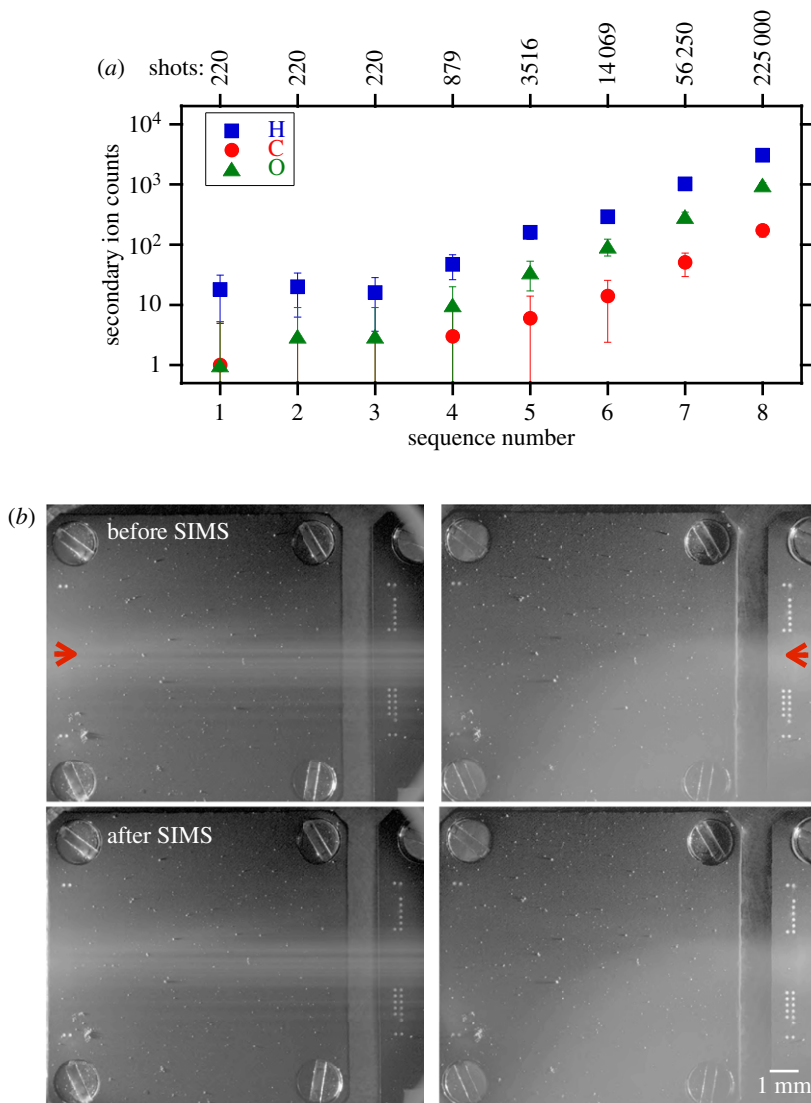 (a) shots: 220 220 220 879 3516 14 069 56 250 225 000
H
C
O
10⁴
10³
10²
10
1
secondary ion counts
1 2 3 4 5 6 7 8
sequence number
(b)
before SIMS
after SIMS
1 mm